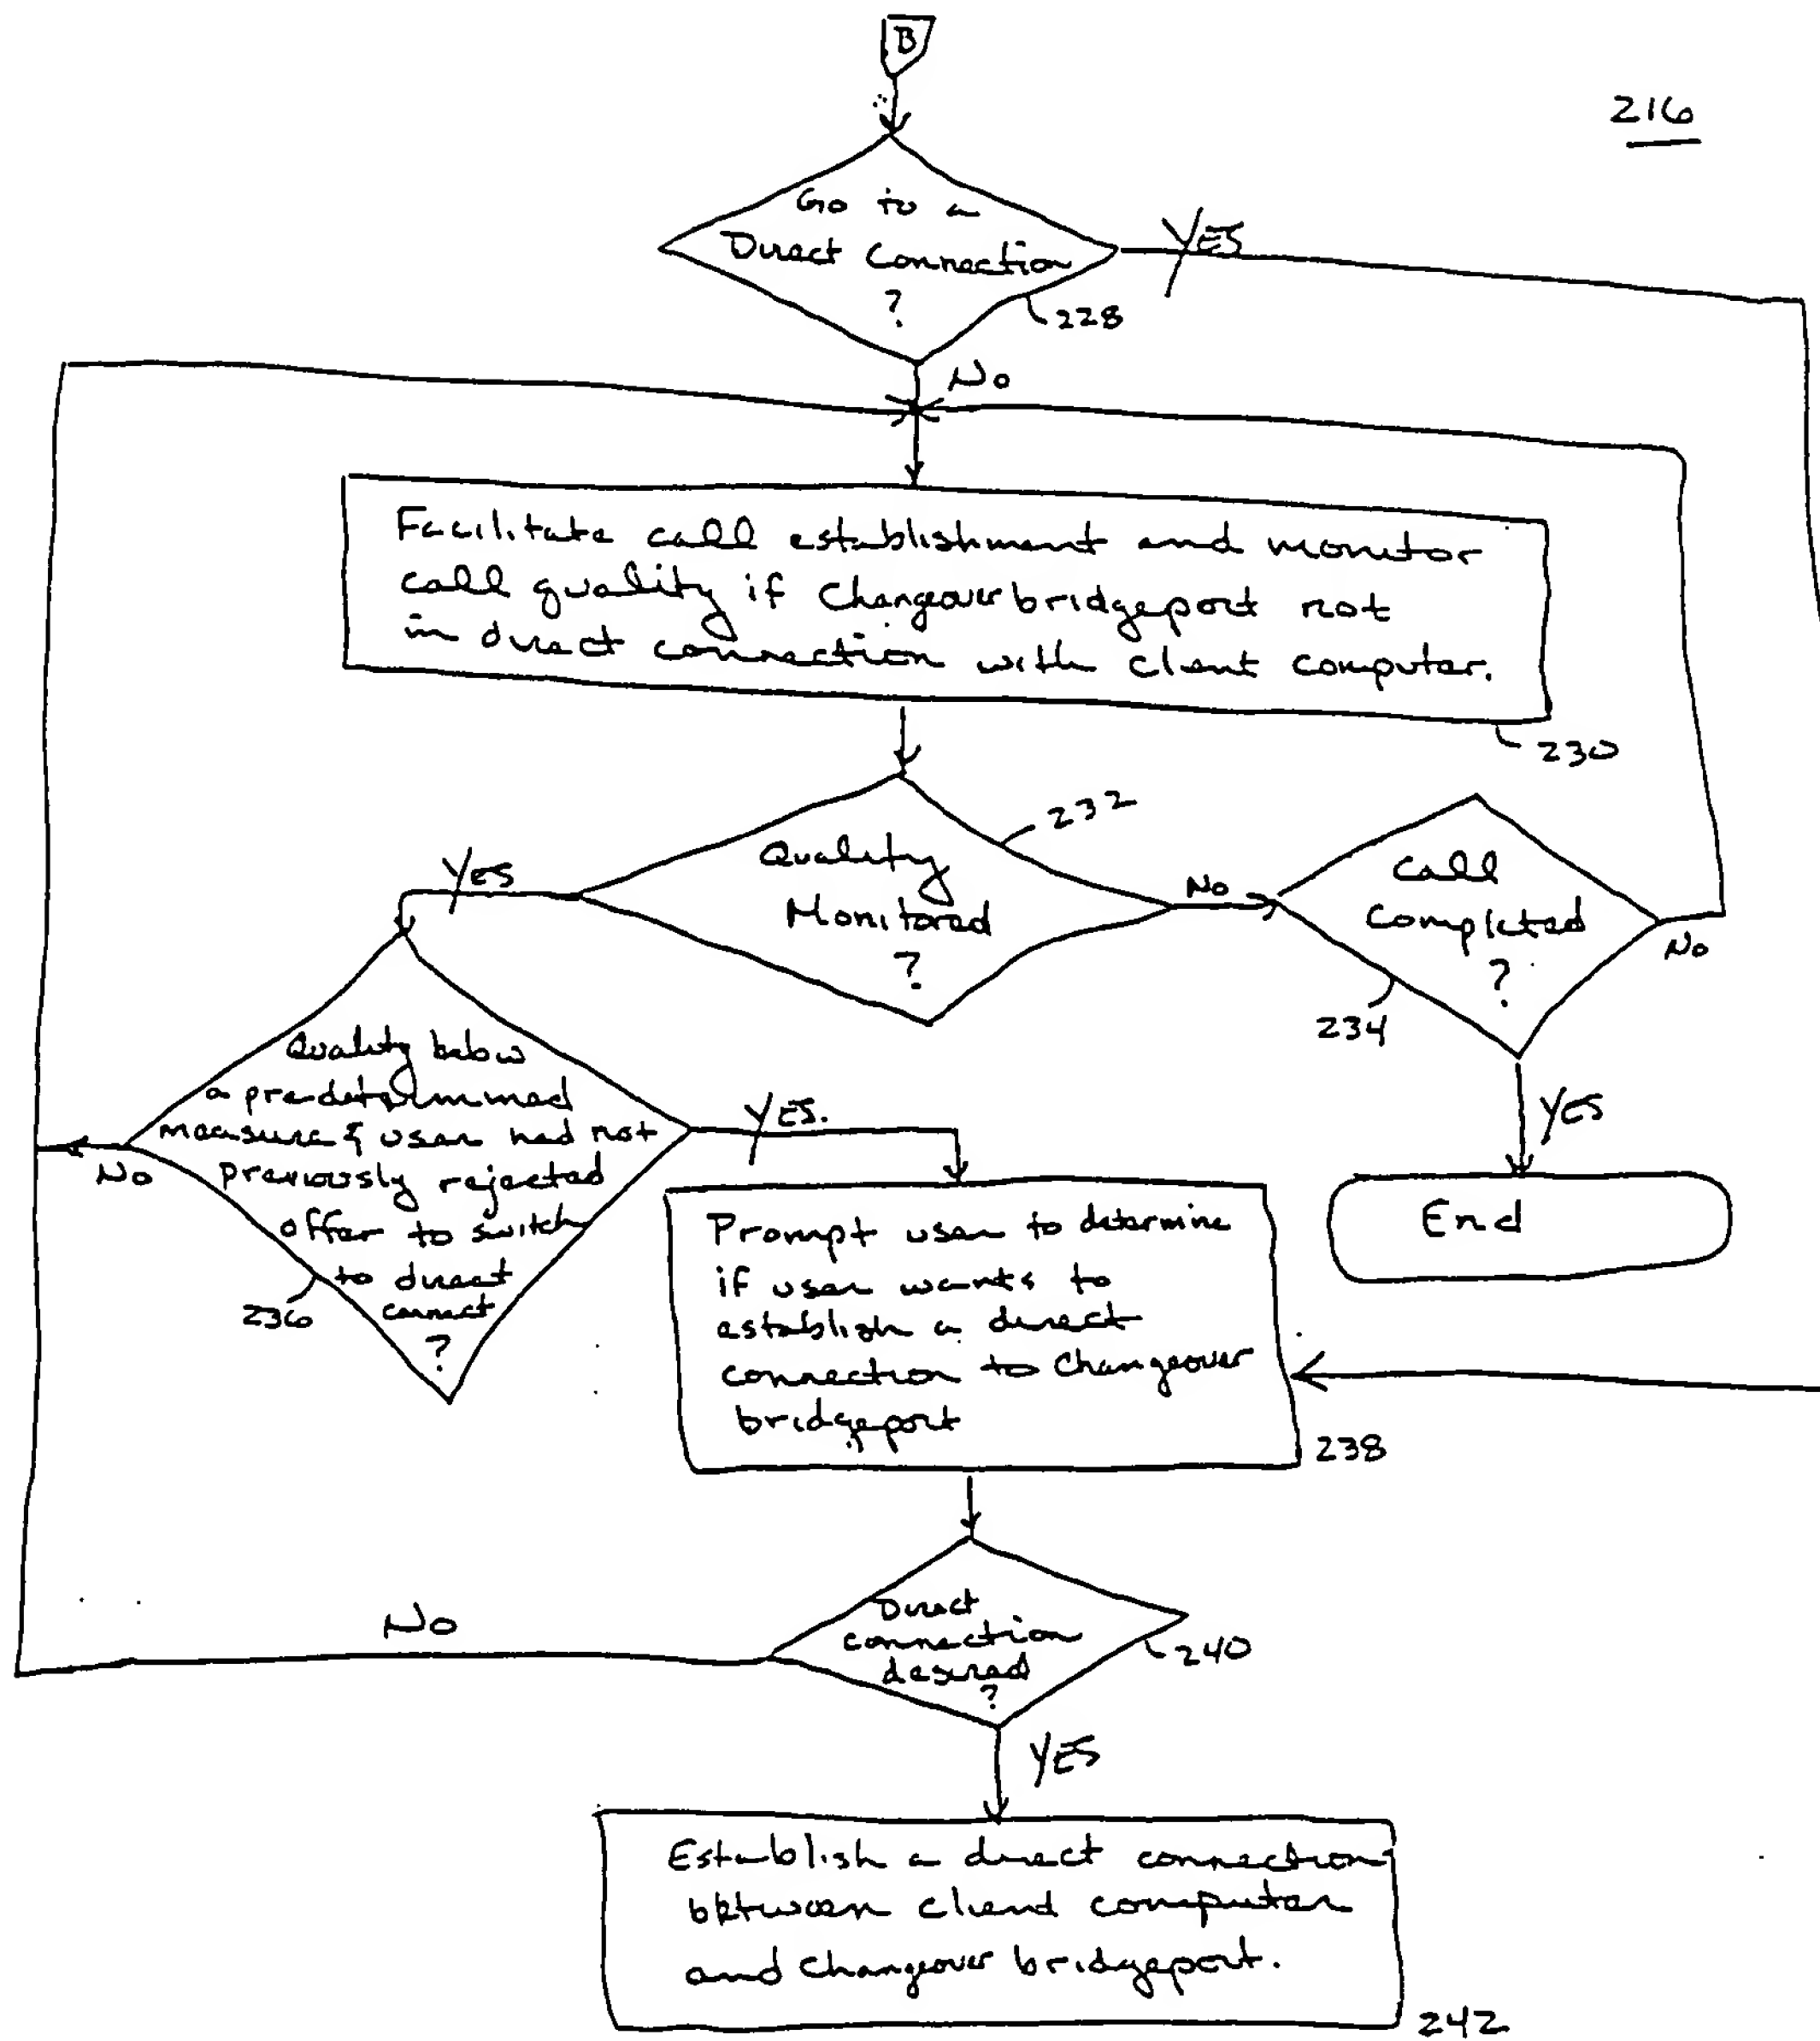 B
216
Go to a
Direct Connection
?
YES
228
No
Facilitate call establishment and monitor
call quality if Changeover bridgeport not
in direct connection with client computer.
230
232
Quality
Monitored
?
YES
No
Call
Completed
?
No
234
YES
End
Quality below
a pre-determined
measure & user had not
previously rejected
offer to switch
to direct
connect
?
No
YES.
236
Prompt user to determine
if user wants to
establish a direct
connection to Changeover
bridgeport
238
Direct
connection
desired
?
No
240
YES
Establish a direct connection
between cliend computer
and Changeover bridgeport.
242